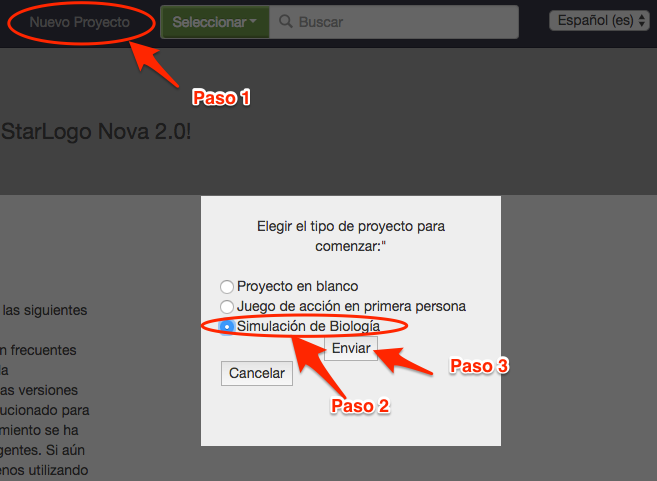 Nuevo Proyecto
Seleccionar
Buscar
Español (es)
Paso 1
StarLogo Nova 2.0!
Elegir el tipo de proyecto para
comenzar:"
Proyecto en blanco
Juego de acción en primera persona
Simulación de Biología
Enviar
Paso 3
Cancelar
Paso 2
las siguientes
n frecuentes
la
as versiones
ucionado para
miento se ha
gentes. Si aún
enos utilizando